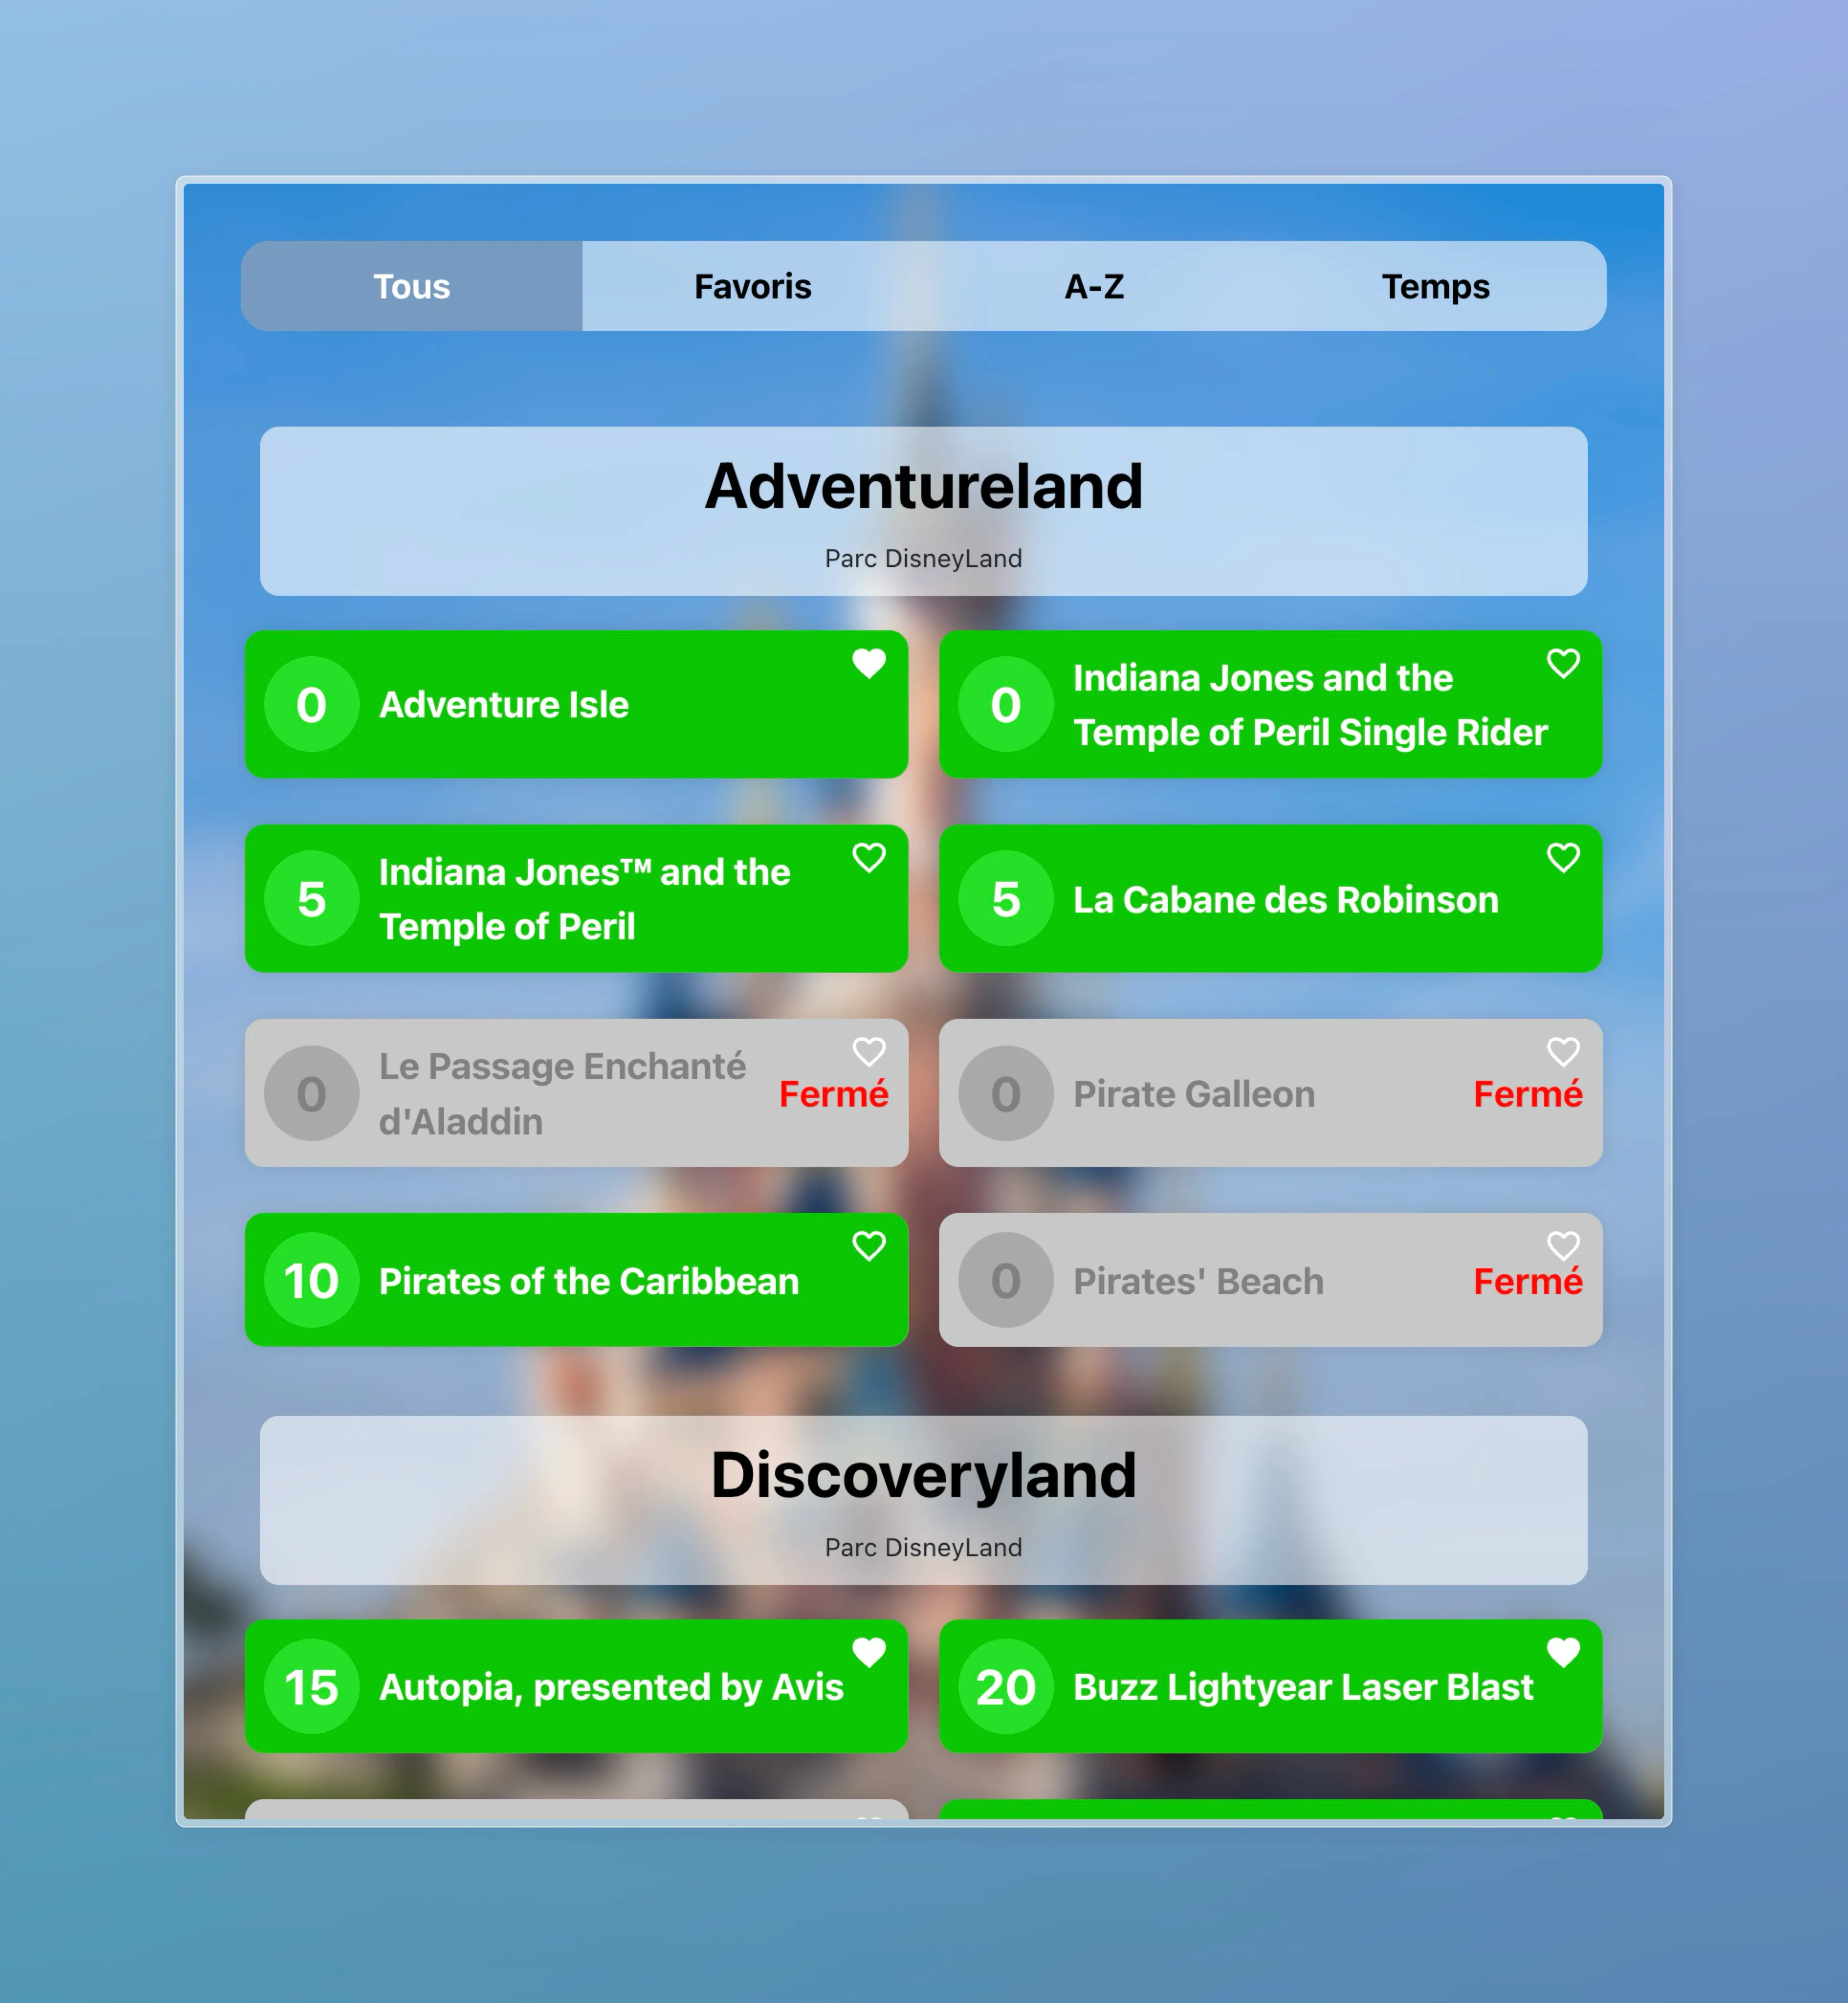 Tous
Favoris
A-Z
Temps
Adventureland
Parc DisneyLand
0
Adventure Isle
0
Indiana Jones and the
Temple of Peril Single Rider
5
Indiana Jones™ and the
Temple of Peril
5
La Cabane des Robinson
0
Le Passage Enchanté
d'Aladdin
Fermé
0
Pirate Galleon
Fermé
10
Pirates of the Caribbean
0
Pirates' Beach
Fermé
Discoveryland
Parc DisneyLand
15
Autopia, presented by Avis
20
Buzz Lightyear Laser Blast